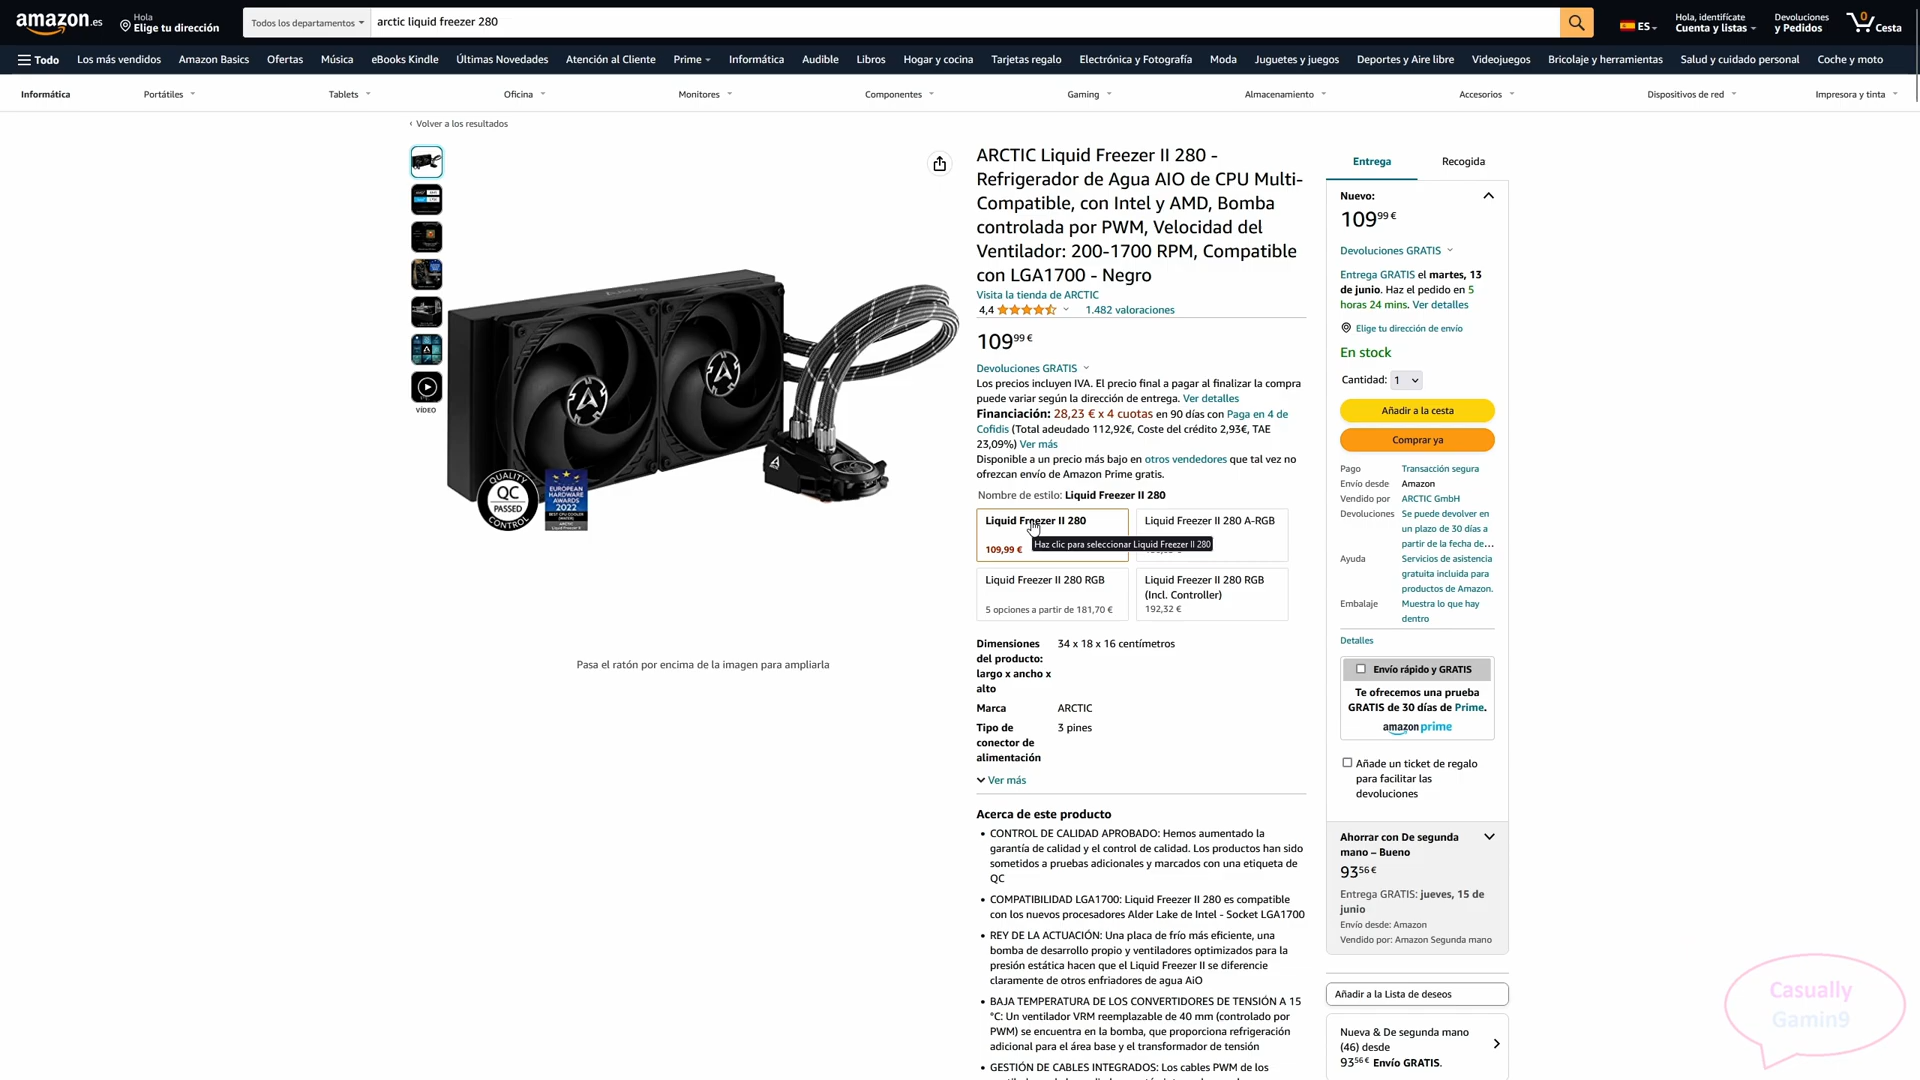 amazon.es
Hola
Elige tu dirección
Todos los departamentos
arctic liquid freezer 280
ES
Hola, identifícate
Cuenta y listas
Devoluciones
y Pedidos
0
Cesta
Todo
Los más vendidos
Amazon Basics
Ofertas
Música
eBooks Kindle
Últimas Novedades
Atención al Cliente
Prime
Informática
Audible
Libros
Hogar y cocina
Tarjetas regalo
Electrónica y Fotografía
Moda
Juguetes y juegos
Deportes y Aire libre
Videojuegos
Bricolaje y herramientas
Salud y cuidado personal
Coche y moto
Informática
Portátiles
Tablets
Oficina
Monitores
Componentes
Gaming
Almacenamiento
Accesorios
Dispositivos de red
Impresora y tinta
‹ Volver a los resultados
VÍDEO
QUALITY
QC
PASSED
CONTROL
EUROPEAN
HARDWARE
AWARDS
2022
Pasa el ratón por encima de la imagen para ampliarla
ARCTIC Liquid Freezer II 280 -
Refrigerador de Agua AIO de CPU Multi-
Compatible, con Intel y AMD, Bomba
controlada por PWM, Velocidad del
Ventilador: 200-1700 RPM, Compatible
con LGA1700 - Negro
Visita la tienda de ARCTIC
4,4
1.482 valoraciones
109,99 €
Devoluciones GRATIS
Los precios incluyen IVA. El precio final a pagar al finalizar la compra
puede variar según la dirección de entrega. Ver detalles
Financiación: 28,23 € x 4 cuotas en 90 días con Paga en 4 de
Cofidis (Total adeudado 112,92€, Coste del crédito 2,93€, TAE
23,09%) Ver más
Disponible a un precio más bajo en otros vendedores que tal vez no
ofrezcan envío de Amazon Prime gratis.
Nombre de estilo: Liquid Freezer II 280
Liquid Freezer II 280
109,99 €
Liquid Freezer II 280 A-RGB
Haz clic para seleccionar Liquid Freezer II 280
Liquid Freezer II 280 RGB
5 opciones a partir de 181,70 €
Liquid Freezer II 280 RGB
(Incl. Controller)
192,32 €
Dimensiones
del producto:
largo x ancho x
alto
34 x 18 x 16 centímetros
Marca
ARCTIC
Tipo de
conector de
alimentación
3 pines
Ver más
Acerca de este producto
• CONTROL DE CALIDAD APROBADO: Hemos aumentado la
garantía de calidad y el control de calidad. Los productos han sido
sometidos a pruebas adicionales y marcados con una etiqueta de
QC
• COMPATIBILIDAD LGA1700: Liquid Freezer II 280 es compatible
con los nuevos procesadores Alder Lake de Intel - Socket LGA1700
• REY DE LA ACTUACIÓN: Una placa de frío más eficiente, una
bomba de desarrollo propio y ventiladores optimizados para la
presión estática hacen que el Liquid Freezer II se diferencie
claramente de otros enfriadores de agua AiO
• BAJA TEMPERATURA DE LOS CONVERTIDORES DE TENSIÓN A 15
°C: Un ventilador VRM reemplazable de 40 mm (controlado por
PWM) se encuentra en la bomba, que proporciona refrigeración
adicional para el área base y el transformador de tensión
• GESTIÓN DE CABLES INTEGRADOS: Los cables PWM de los
Entrega
Recogida
Nuevo:
109,99 €
Devoluciones GRATIS
Entrega GRATIS el martes, 13
de junio. Haz el pedido en 5
horas 24 mins. Ver detalles
Elige tu dirección de envío
En stock
Cantidad: 1
Añadir a la cesta
Comprar ya
Pago
Transacción segura
Envío desde
Amazon
Vendido por
ARCTIC GmbH
Devoluciones
Se puede devolver en
un plazo de 30 días a
partir de la fecha de...
Ayuda
Servicios de asistencia
gratuita incluida para
productos de Amazon.
Embalaje
Muestra lo que hay
dentro
Detalles
Envío rápido y GRATIS
Te ofrecemos una prueba
GRATIS de 30 días de Prime.
amazon prime
Añade un ticket de regalo
para facilitar las
devoluciones
Ahorrar con De segunda
mano – Bueno
93,56 €
Entrega GRATIS: jueves, 15 de
junio
Envío desde: Amazon
Vendido por: Amazon Segunda mano
Añadir a la Lista de deseos
Nueva & De segunda mano
(46) desde
93,56 € Envío GRATIS.
Casually
Gamin9